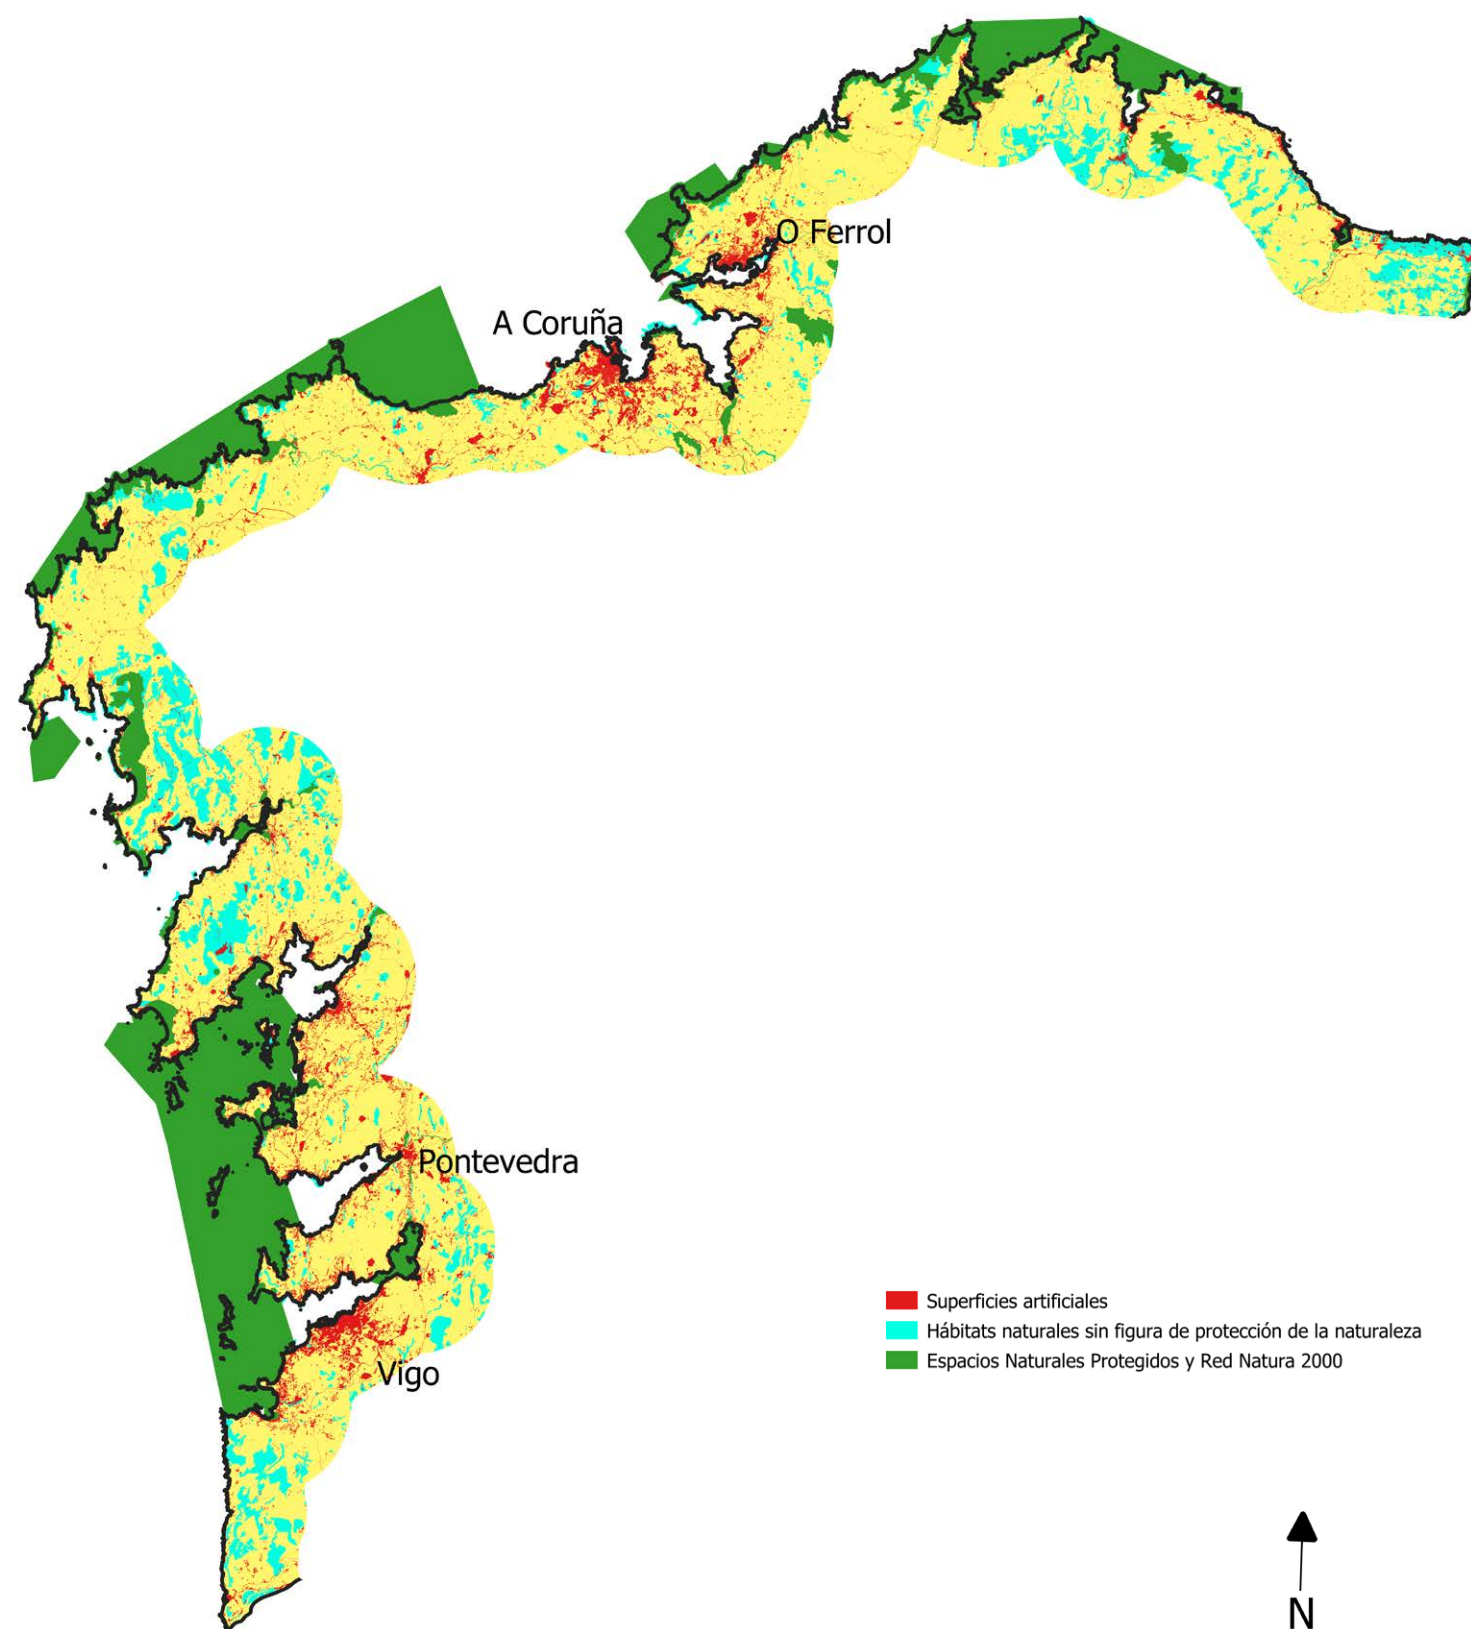 O Ferrol
A Coruña
Pontevedra
Superficies artificiales
Hábitats naturales sin figura de protección de la naturaleza
Espacios Naturales Protegidos y Red Natura 2000
Vigo
N